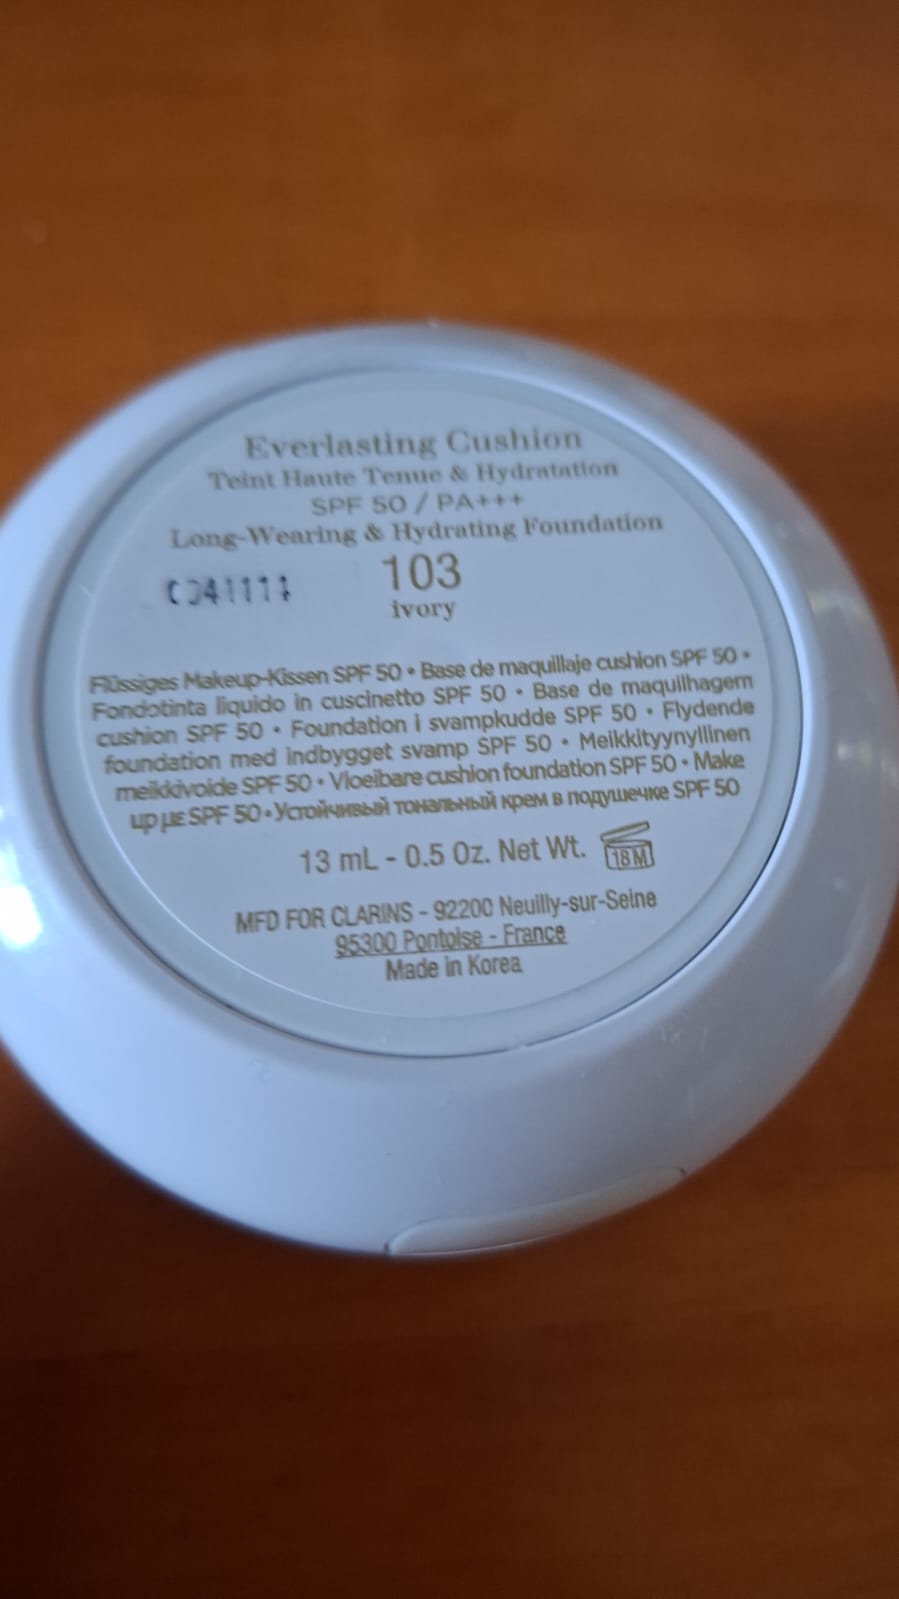 Everlasting Cushion
Teint Haute Tenue & Hydratation
SPF 50 / PA+++
Long-Wearing & Hydrating Foundation
103
ivory
Flüssiges Makeup-Kissen SPF 50 • Base de maquillaje cushion SPF 50 •
Fondotinta liquido in cuscinetto SPF 50 • Base de maquilhagem
cushion SPF 50 • Foundation i svampkudde SPF 50 • Flydende
foundation med indbygget svamp SPF 50 • Meikkityynyllinen
meikkivoide SPF 50 • Vloeibare cushion foundation SPF 50 • Make
up με SPF 50 • Устойчивый тональный крем в подушечке SPF 50
13 mL - 0.5 Oz. Net Wt. 18 M
MFD FOR CLARINS - 92200 Neuilly-sur-Seine
95300 Pontoise - France
Made in Korea